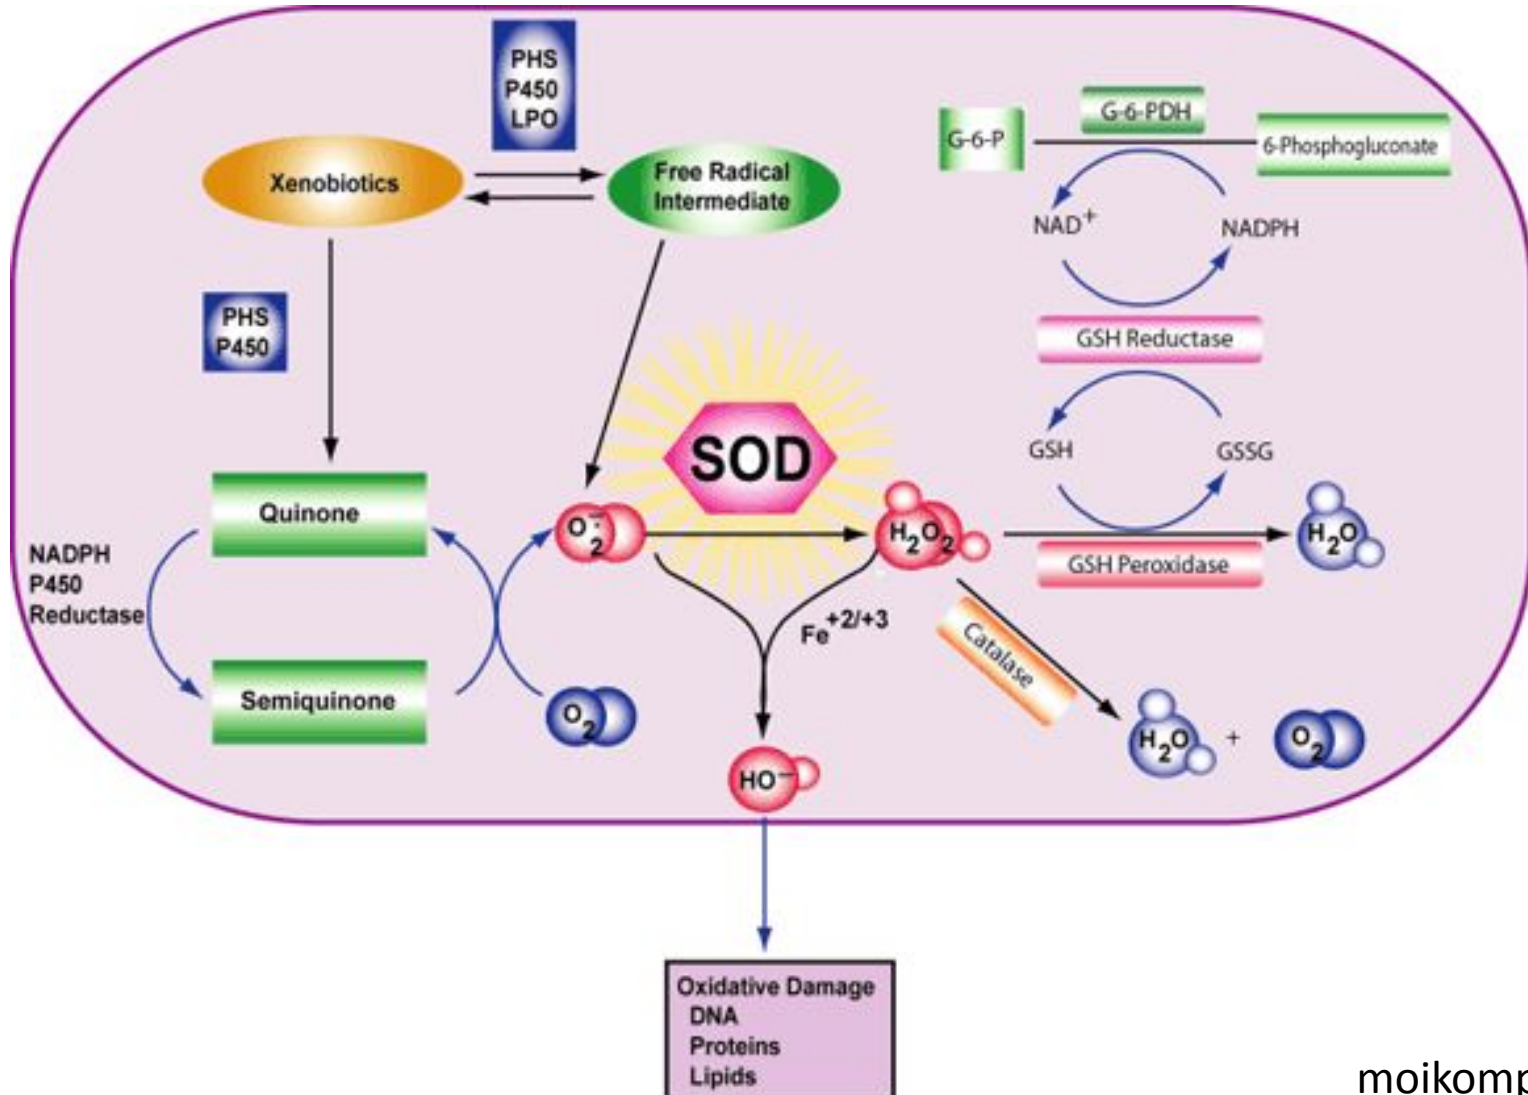 PHS
P450
LPO
Xenobiotics
Free Radical
Intermediate
G-6-P
G-6-PDH
6-Phosphogluconate
NAD+
NADPH
PHS
P450
GSH Reductase
SOD
GSH
GSSG
Quinone
O2·−
H2O2
H2O
GSH Peroxidase
NADPH
P450
Reductase
Fe+2/+3
Catalase
Semiquinone
O2
H2O + O2
HO−
Oxidative Damage
DNA
Proteins
Lipids